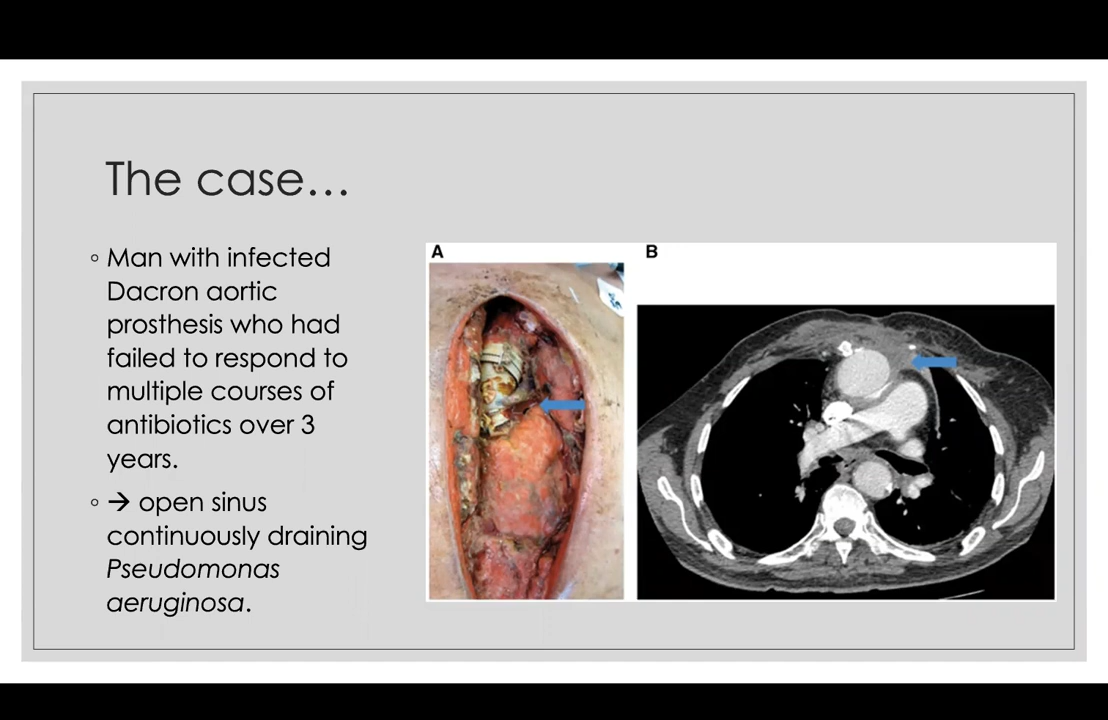 The case…
◦ Man with infected
Dacron aortic
prosthesis who had
failed to respond to
multiple courses of
antibiotics over 3
years.
◦ → open sinus
continuously draining
Pseudomonas
aeruginosa.
A
B